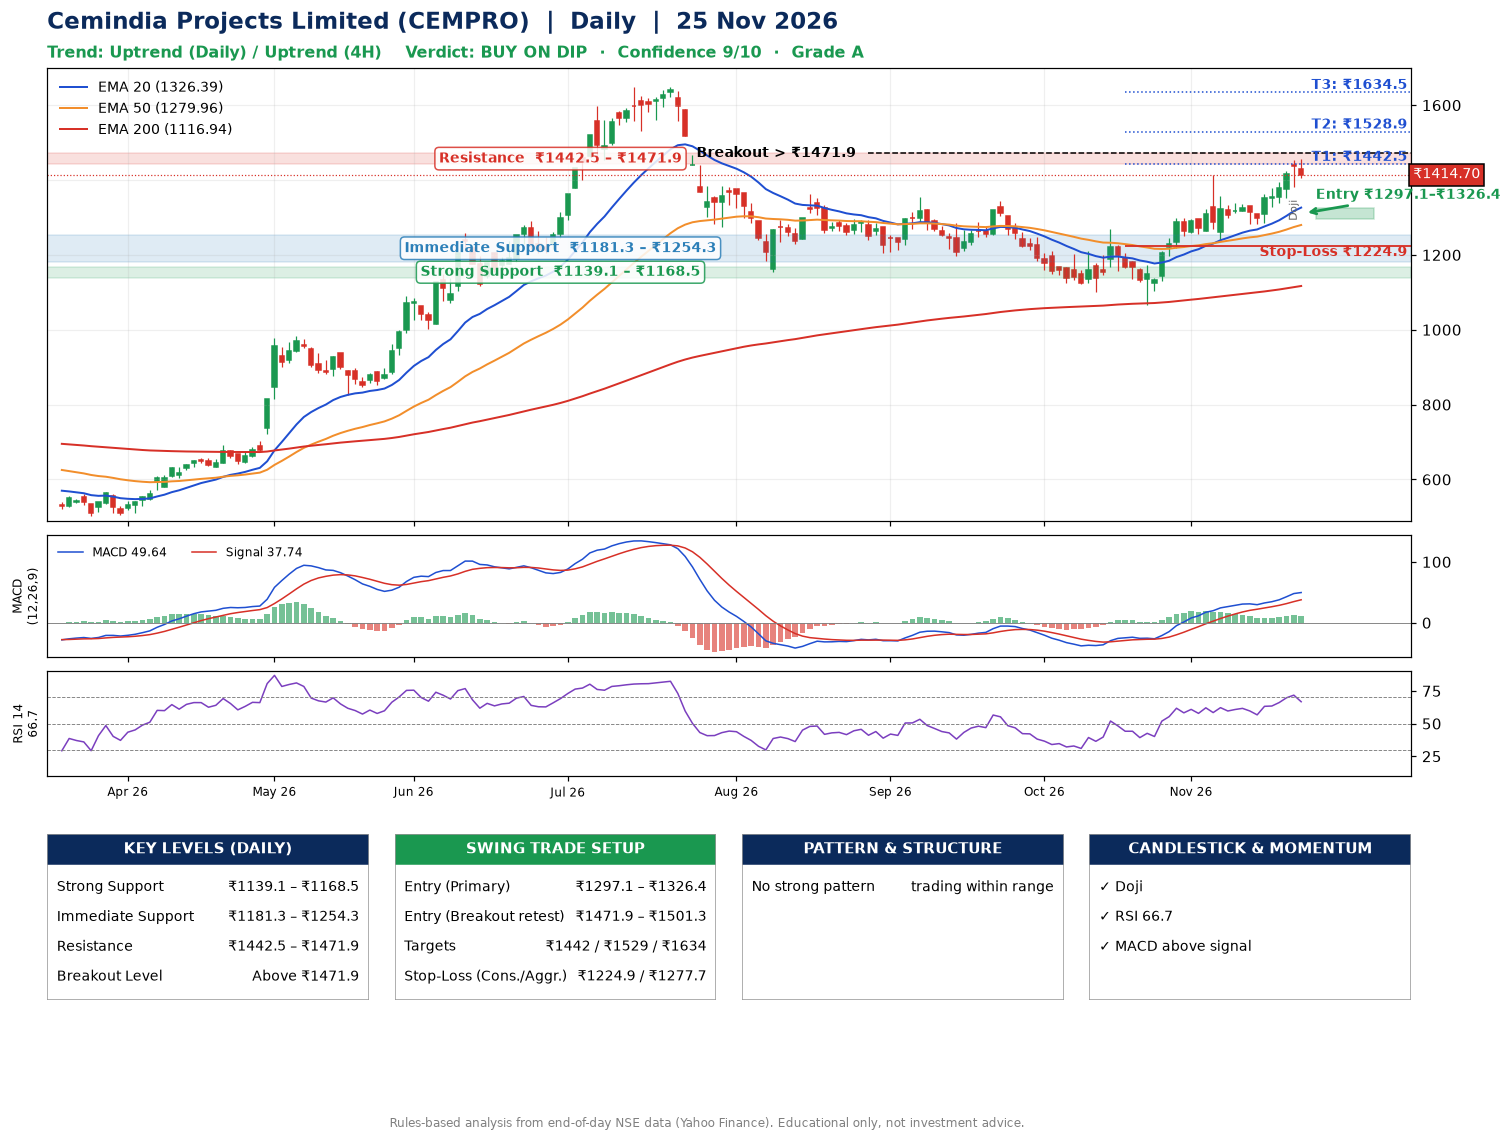 Cemindia Projects Limited (CEMPRO) | Daily | 25 Nov 2026
Trend: Uptrend (Daily) / Uptrend (4H) Verdict: BUY ON DIP · Confidence 9/10 · Grade A
EMA 20 (1326.39)
EMA 50 (1279.96)
EMA 200 (1116.94)
T3: ₹1634.5
T2: ₹1528.9
Breakout > ₹1471.9
T1: ₹1442.5
Resistance ₹1442.5 – ₹1471.9
₹1414.70
Entry ₹1297.1–₹1326.4
Doji
Immediate Support ₹1181.3 – ₹1254.3
Stop-Loss ₹1224.9
Strong Support ₹1139.1 – ₹1168.5
1600
1200
1000
800
600
MACD 49.64 Signal 37.74
MACD
(12,26,9)
100
0
RSI 14
66.7
75
50
25
Apr 26 May 26 Jun 26 Jul 26 Aug 26 Sep 26 Oct 26 Nov 26
KEY LEVELS (DAILY)
Strong Support ₹1139.1 – ₹1168.5
Immediate Support ₹1181.3 – ₹1254.3
Resistance ₹1442.5 – ₹1471.9
Breakout Level Above ₹1471.9
SWING TRADE SETUP
Entry (Primary) ₹1297.1 – ₹1326.4
Entry (Breakout retest) ₹1471.9 – ₹1501.3
Targets ₹1442 / ₹1529 / ₹1634
Stop-Loss (Cons./Aggr.) ₹1224.9 / ₹1277.7
PATTERN & STRUCTURE
No strong pattern trading within range
CANDLESTICK & MOMENTUM
✓ Doji
✓ RSI 66.7
✓ MACD above signal
Rules-based analysis from end-of-day NSE data (Yahoo Finance). Educational only, not investment advice.